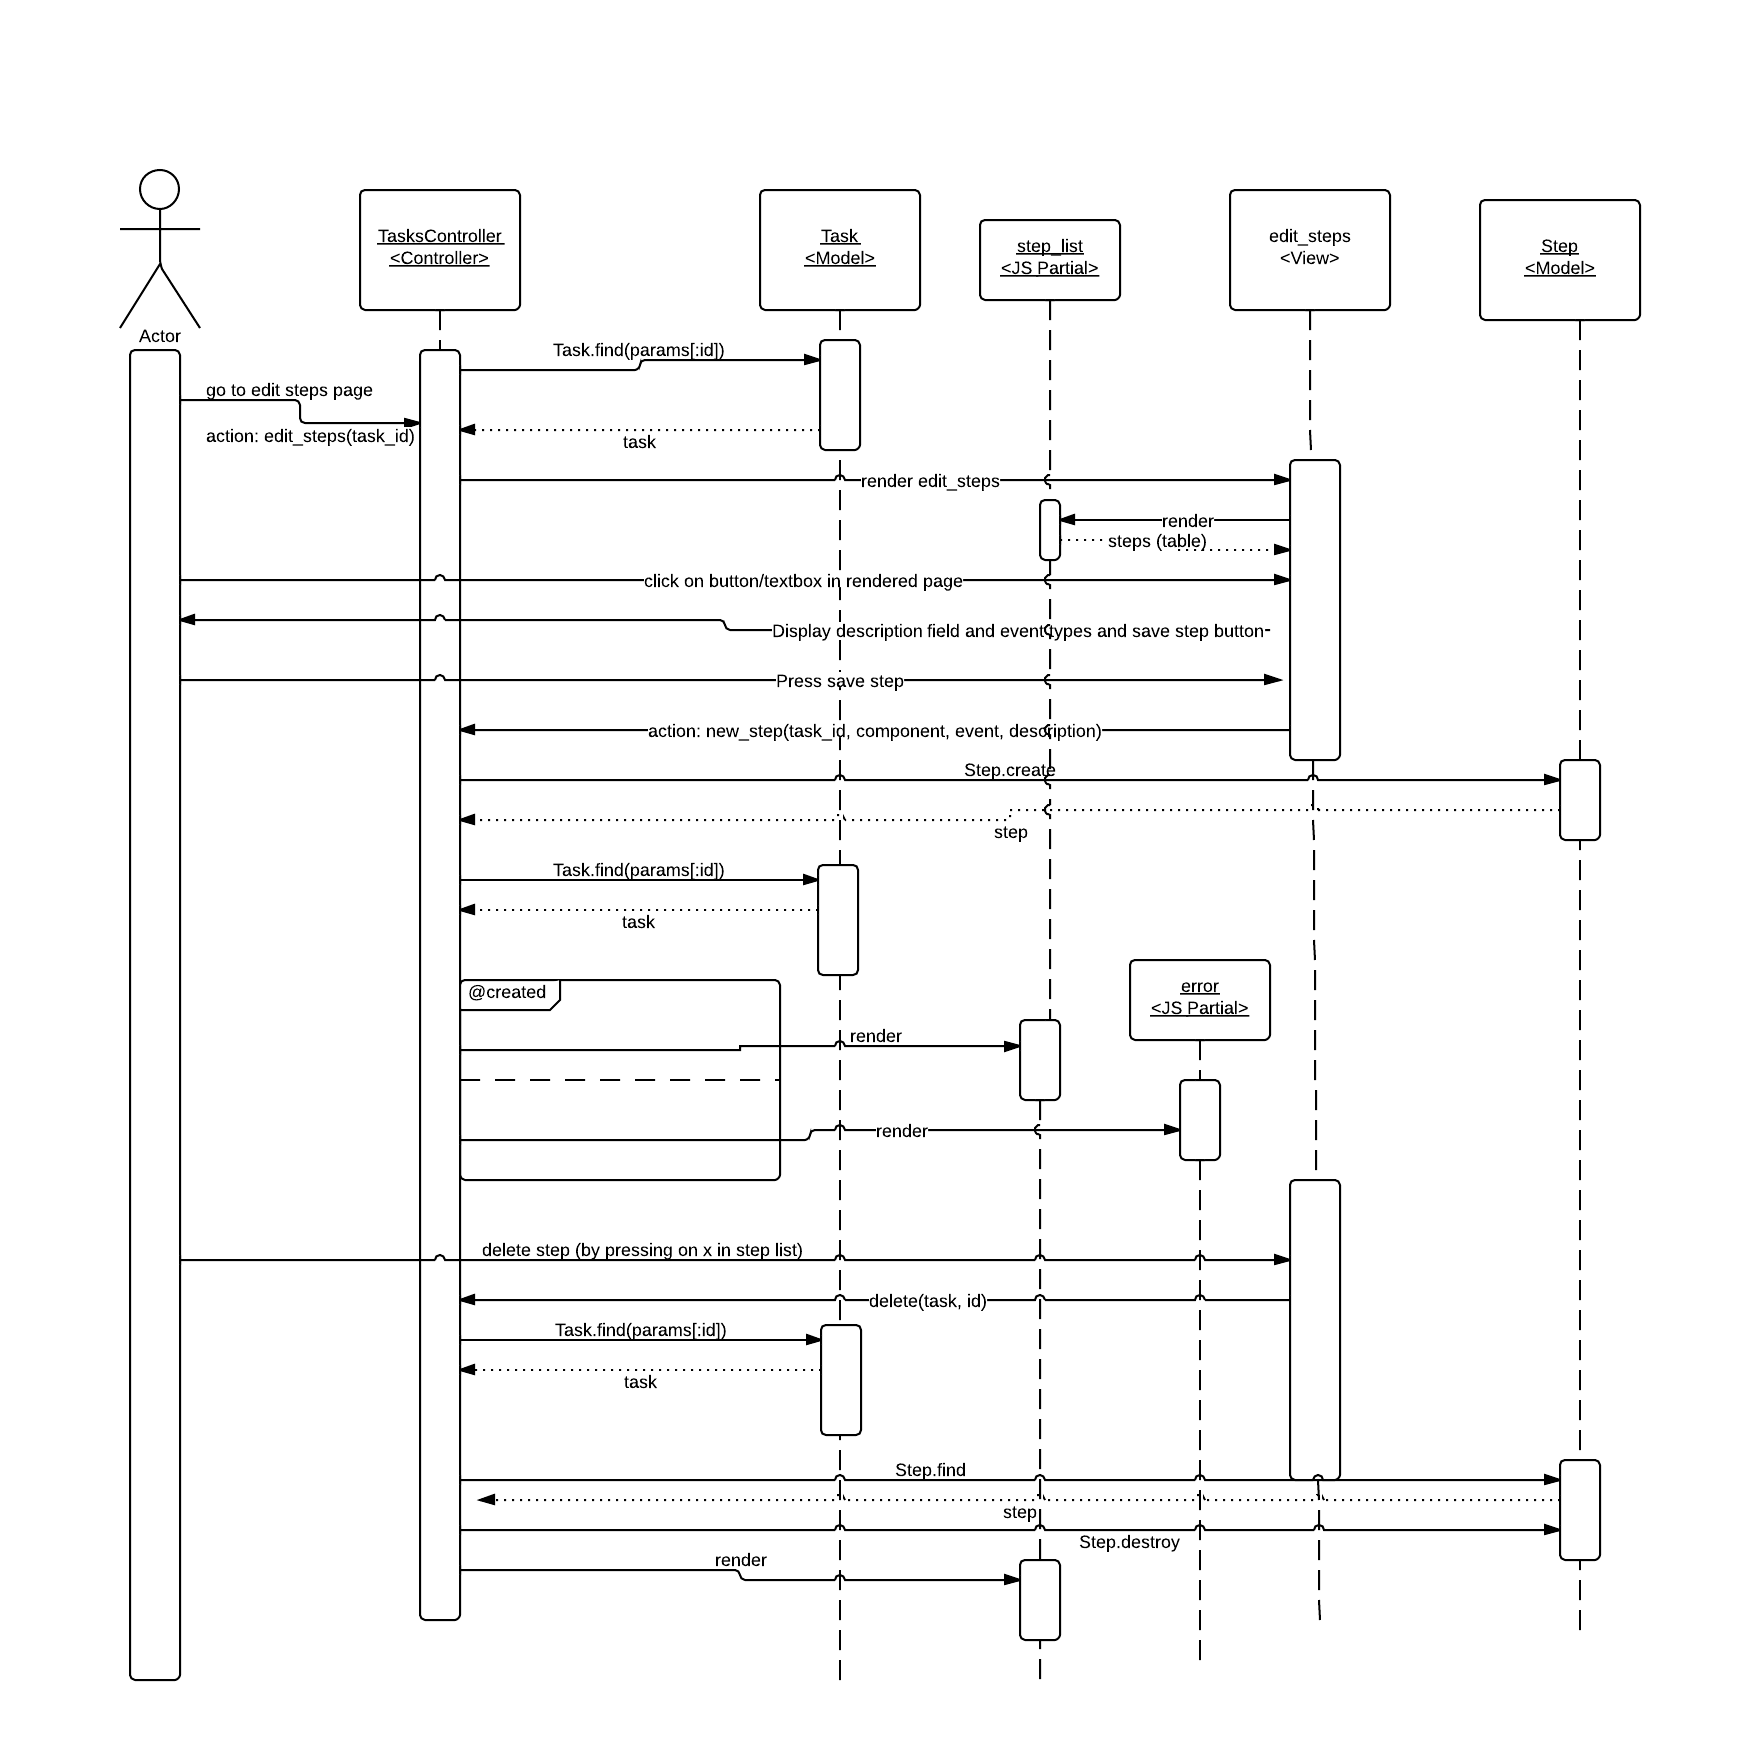 TasksController
<Controller>
Task
<Model>
step_list
<JS Partial>
edit_steps
<View>
Step
<Model>
Actor
Task.find(params[:id])
go to edit steps page
action: edit_steps(task_id)
task
render edit_steps
render
steps (table)
click on button/textbox in rendered page
Display description field and event types and save step button
Press save step
action: new_step(task_id, component, event, description)
Step.create
step
Task.find(params[:id])
task
@created
error
<JS Partial>
render
render
delete step (by pressing on x in step list)
delete(task, id)
Task.find(params[:id])
task
Step.find
step
Step.destroy
render